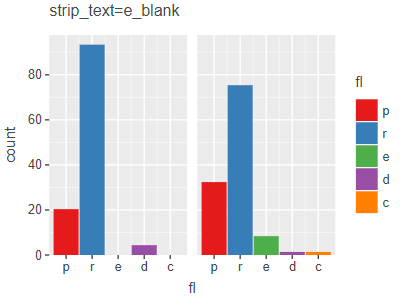 strip_text=e_blank
count
80
60
40
20
0
p r e d c p r e d c
fl
fl
p
r
e
d
c